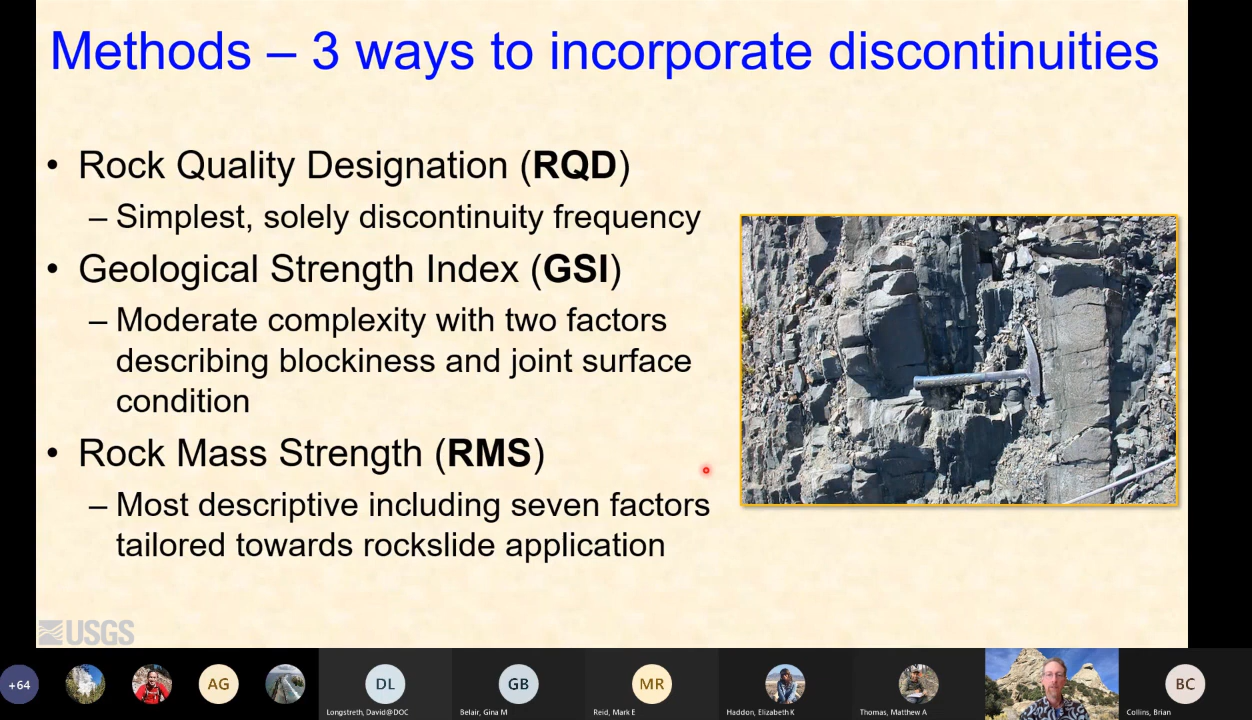 Methods – 3 ways to incorporate discontinuities
• Rock Quality Designation (RQD)
– Simplest, solely discontinuity frequency
• Geological Strength Index (GSI)
– Moderate complexity with two factors
describing blockiness and joint surface
condition
• Rock Mass Strength (RMS)
– Most descriptive including seven factors
tailored towards rockslide application
USGS
+64
AG
DL
GB
MR
BC
Longstreth, David@DOC
Belair, Gina M
Reid, Mark E
Haddon, Elizabeth K
Thomas, Matthew A
Collins, Brian